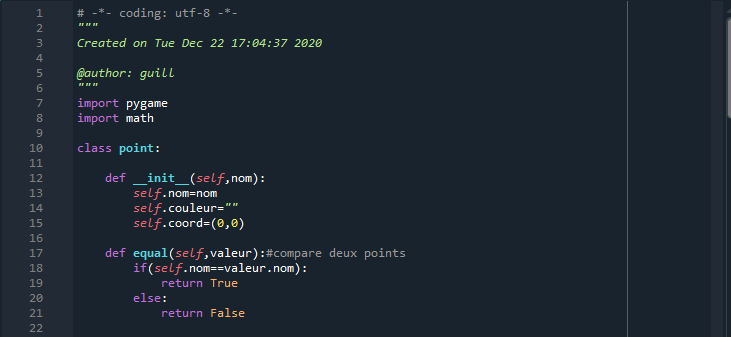 1 # -*- coding: utf-8 -*-
2 """
3 Created on Tue Dec 22 17:04:37 2020
4
5 @author: guill
6 """
7 import pygame
8 import math
9
10 class point:
11
12     def __init__(self,nom):
13         self.nom=nom
14         self.couleur=""
15         self.coord=(0,0)
16
17     def equal(self,valeur):#compare deux points
18         if(self.nom==valeur.nom):
19             return True
20         else:
21             return False
22